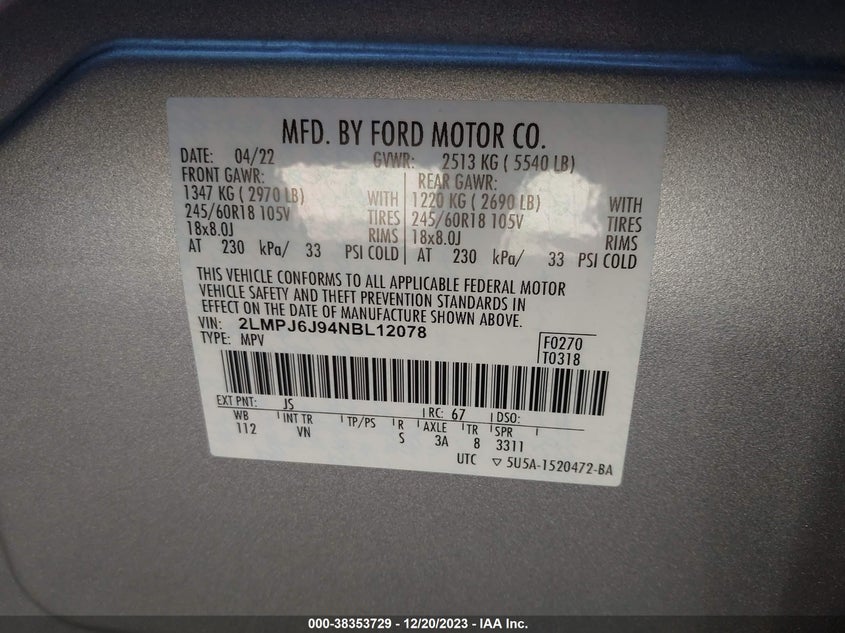 MFD. BY FORD MOTOR CO.
DATE: 04/22 GVWR: 2513 KG ( 5540 LB)
FRONT GAWR: REAR GAWR:
1347 KG ( 2970 LB) WITH 1220 KG ( 2690 LB) WITH
245/60R18 105V TIRES 245/60R18 105V TIRES
18x8.0J RIMS 18x8.0J RIMS
AT 230 kPa/ 33 PSI COLD AT 230 kPa/ 33 PSI COLD
THIS VEHICLE CONFORMS TO ALL APPLICABLE FEDERAL MOTOR
VEHICLE SAFETY AND THEFT PREVENTION STANDARDS IN
EFFECT ON THE DATE OF MANUFACTURE SHOWN ABOVE.
VIN: 2LMPJ6J94NBL12078
TYPE: MPV
F0270
T0318
EXT PNT: JS RC: 67 DSO:
WB INT TR TP/PS R AXLE TR SPR
112 VN S 3A 8 3311
UTC ▽ 5U5A-1520472-BA
000-38353729 - 12/20/2023 - IAA Inc.